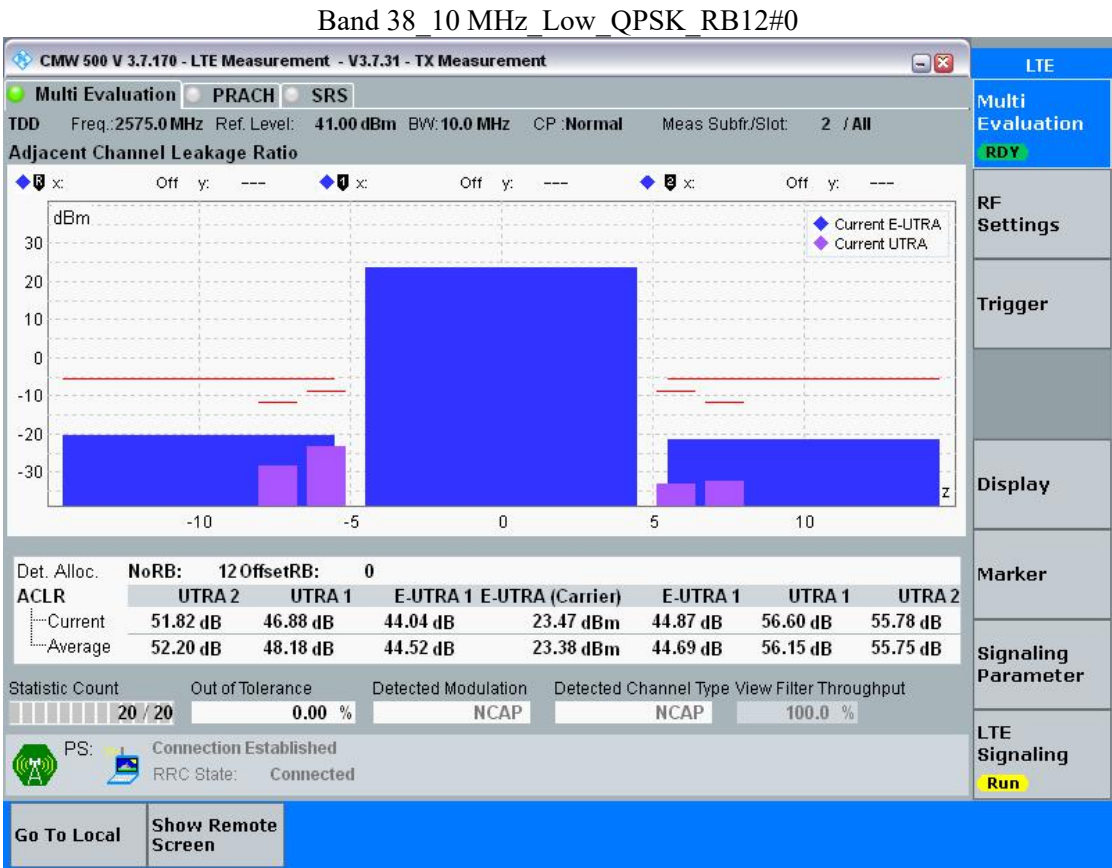 Band 38_10 MHz_Low_QPSK_RB12#0
CMW 500 V 3.7.170 - LTE Measurement - V3.7.31 - TX Measurement
LTE
Multi Evaluation PRACH SRS
TDD Freq.:2575.0 MHz Ref. Level: 41.00 dBm BW: 10.0 MHz CP :Normal Meas Subfr./Slot: 2 / All
Adjacent Channel Leakage Ratio
R x: Off y: --- 1 x: Off y: --- 2 x: Off y: ---
dBm
Current E-UTRA
Current UTRA
30
20
10
0
-10
-20
-30
z
-10 -5 0 5 10
Det. Alloc. NoRB: 12 OffsetRB: 0
ACLR UTRA 2 UTRA 1 E-UTRA 1 E-UTRA (Carrier) E-UTRA 1 UTRA 1 UTRA 2
Current 51.82 dB 46.88 dB 44.04 dB 23.47 dBm 44.87 dB 56.60 dB 55.78 dB
Average 52.20 dB 48.18 dB 44.52 dB 23.38 dBm 44.69 dB 56.15 dB 55.75 dB
Statistic Count Out of Tolerance Detected Modulation Detected Channel Type View Filter Throughput
20 / 20 0.00 % NCAP NCAP 100.0 %
PS: Connection Established
RRC State: Connected
Multi
Evaluation
RDY
RF
Settings
Trigger
Display
Marker
Signaling
Parameter
LTE
Signaling
Run
Go To Local
Show Remote
Screen